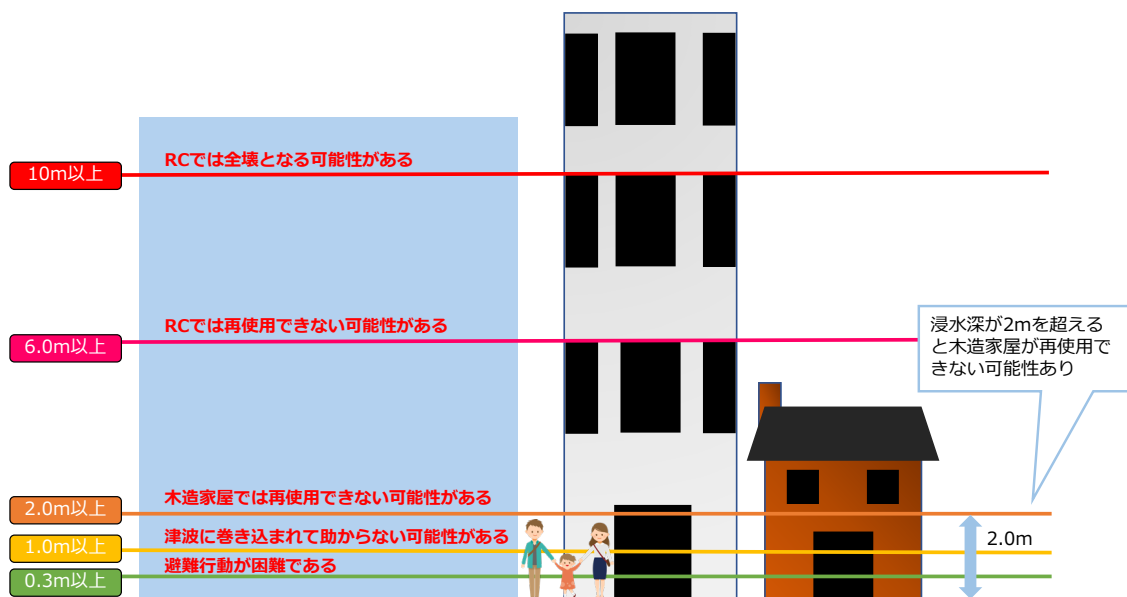 RCでは全壊となる可能性がある
10m以上
RCでは再使用できない可能性がある
6.0m以上
浸水深が2mを超える
と木造家屋が再使用で
きない可能性あり
木造家屋では再使用できない可能性がある
2.0m以上
津波に巻き込まれて助からない可能性がある
1.0m以上
2.0m
避難行動が困難である
0.3m以上